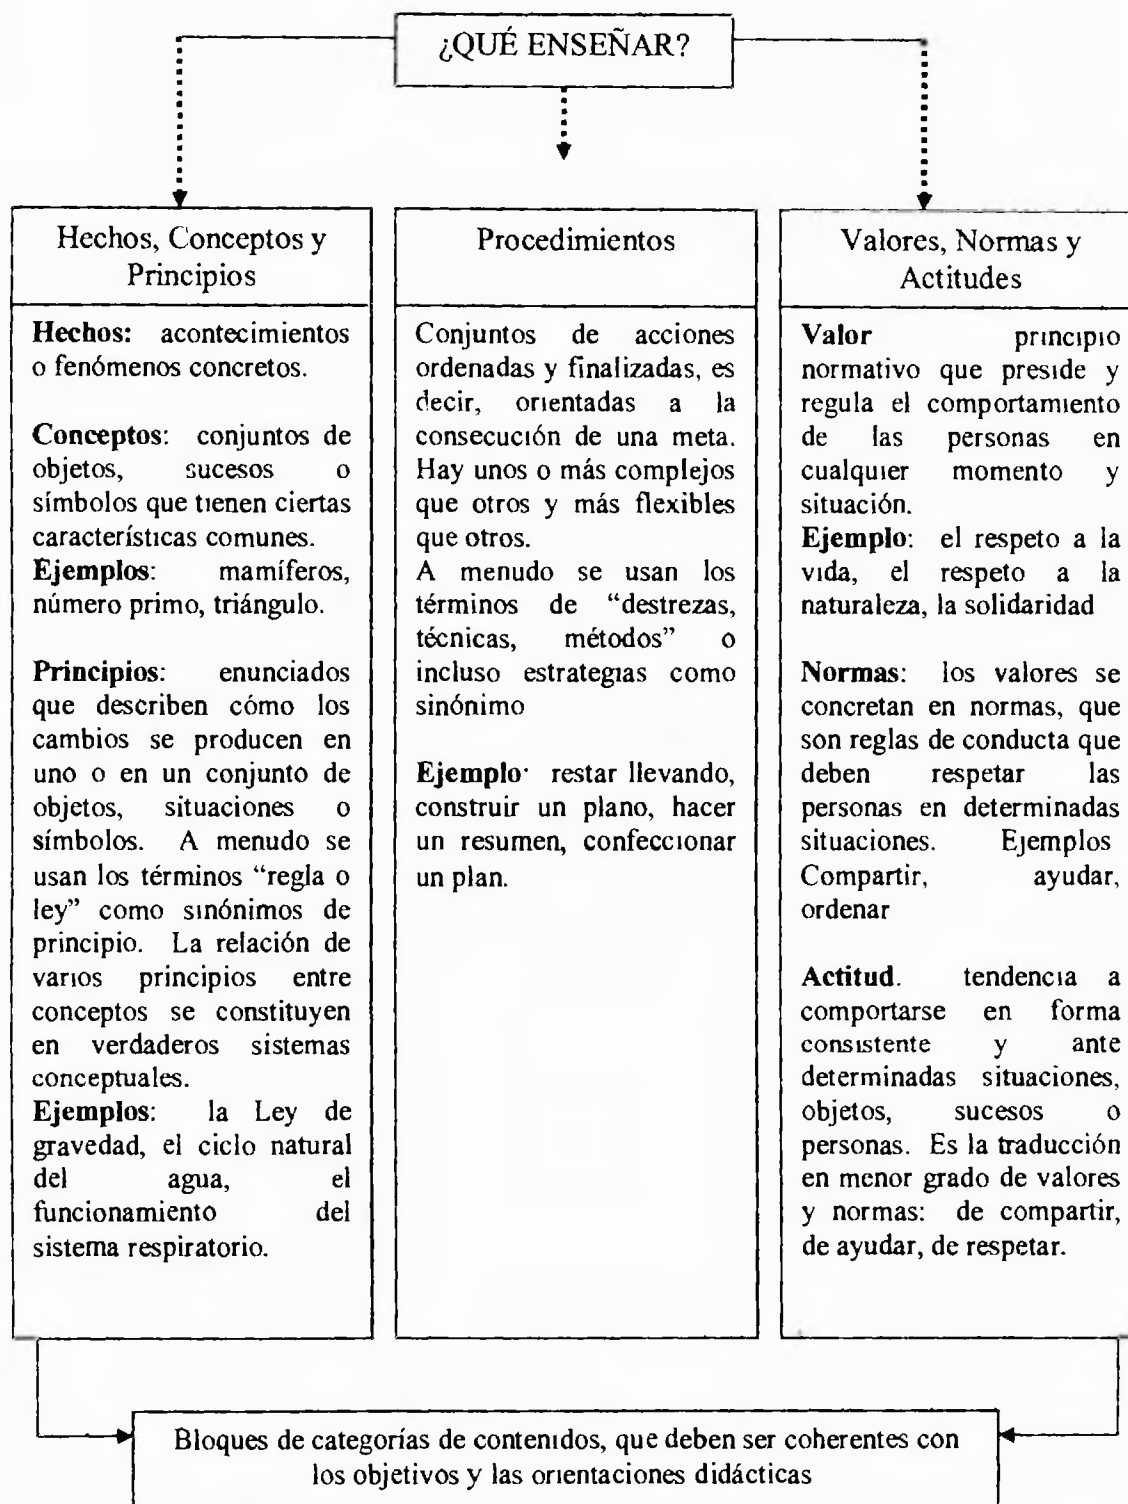 ¿QUÉ ENSEÑAR?
Hechos, Conceptos y
Principios
Hechos: acontecimientos
o fenómenos concretos.
Conceptos: conjuntos de
objetos, sucesos o
símbolos que tienen ciertas
características comunes.
Ejemplos: mamíferos,
número primo, triángulo.
Principios: enunciados
que describen cómo los
cambios se producen en
uno o en un conjunto de
objetos, situaciones o
símbolos. A menudo se
usan los términos “regla o
ley” como sinónimos de
principio. La relación de
varios principios entre
conceptos se constituyen
en verdaderos sistemas
conceptuales.
Ejemplos: la Ley de
gravedad, el ciclo natural
del agua, el
funcionamiento del
sistema respiratorio.
Procedimientos
Conjuntos de acciones
ordenadas y finalizadas, es
decir, orientadas a la
consecución de una meta.
Hay unos o más complejos
que otros y más flexibles
que otros.
A menudo se usan los
términos de “destrezas,
técnicas, métodos” o
incluso estrategias como
sinónimo
Ejemplo· restar llevando,
construir un plano, hacer
un resumen, confeccionar
un plan.
Valores, Normas y
Actitudes
Valor principio
normativo que preside y
regula el comportamiento
de las personas en
cualquier momento y
situación.
Ejemplo: el respeto a la
vida, el respeto a la
naturaleza, la solidaridad
Normas: los valores se
concretan en normas, que
son reglas de conducta que
deben respetar las
personas en determinadas
situaciones. Ejemplos
Compartir, ayudar,
ordenar
Actitud. tendencia a
comportarse en forma
consistente y ante
determinadas situaciones,
objetos, sucesos o
personas. Es la traducción
en menor grado de valores
y normas: de compartir,
de ayudar, de respetar.
Bloques de categorías de contenidos, que deben ser coherentes con
los objetivos y las orientaciones didácticas